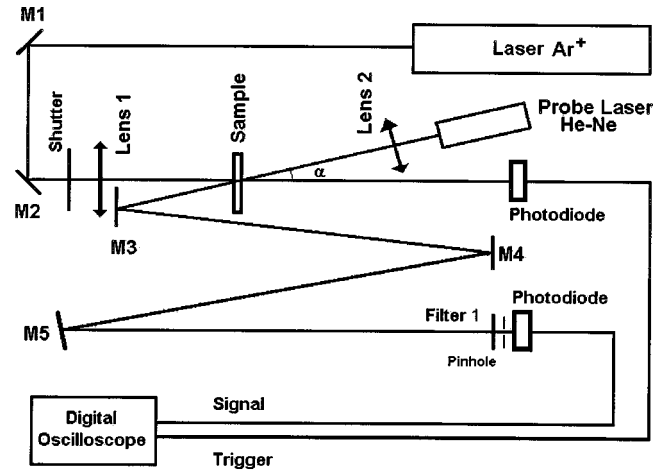 M1
Laser Ar+
Shutter
Lens 1
Sample
Lens 2
Probe Laser
He-Ne
α
M2
M3
Photodiode
M4
M5
Filter 1
Photodiode
Pinhole
Digital
Oscilloscope
Signal
Trigger